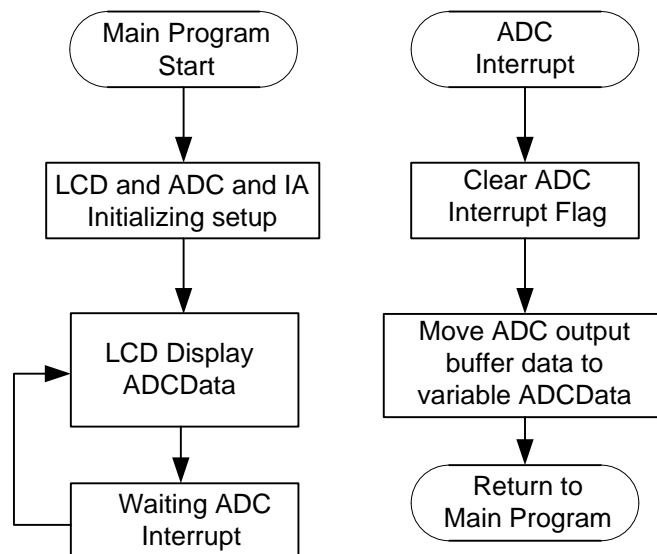 Main Program
Start
LCD and ADC and IA
Initializing setup
LCD Display
ADCData
Waiting ADC
Interrupt
ADC
Interrupt
Clear ADC
Interrupt Flag
Move ADC output
buffer data to
variable ADCData
Return to
Main Program